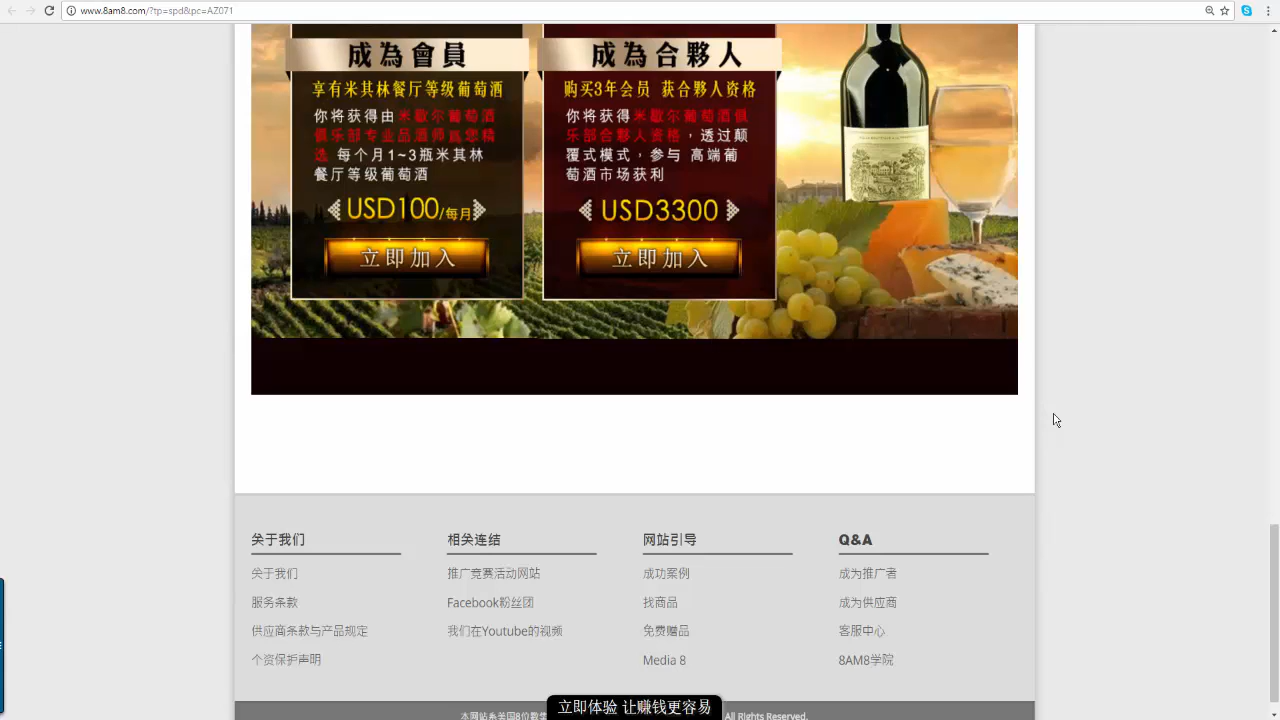 www.8am8.com/?tp=spd&pc=AZ071
成為會員
享有米其林餐厅等级葡萄酒
你将获得由米歇尔葡萄酒
俱乐部专业品酒师爲您精
选 每个月1~3瓶米其林
餐厅等级葡萄酒
USD100/每月
立即加入
成為合夥人
购买3年会员 获合夥人资格
你将获得米歇尔葡萄酒俱
乐部合夥人资格，透过颠
覆式模式，参与 高端葡
萄酒市场获利
USD3300
立即加入
关于我们
关于我们
服务条款
供应商条款与产品规定
个资保护声明
相关连结
推广竞赛活动网站
Facebook粉丝团
我们在Youtube的视频
网站引导
成功案例
找商品
免费赠品
Media 8
Q&A
成为推广者
成为供应商
客服中心
8AM8学院
本网站系美国8位数集
All Rights Reserved.
立即体验 让赚钱更容易